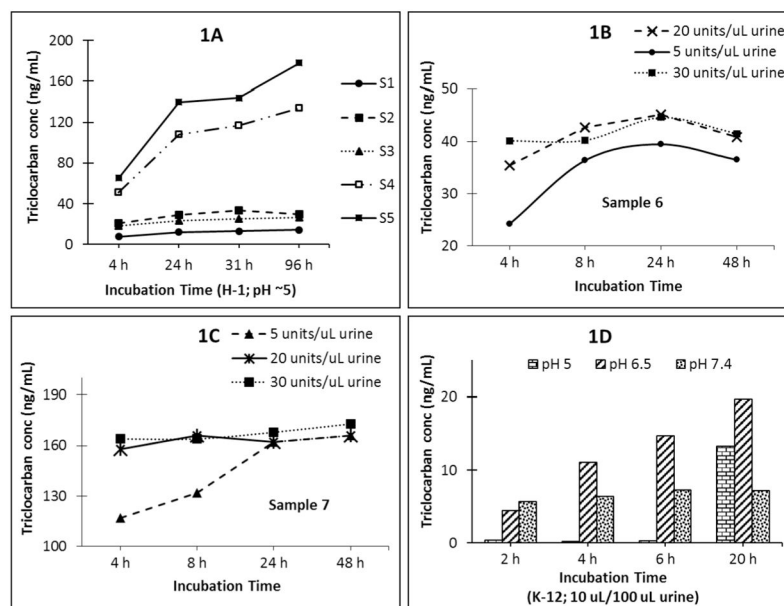 1A
Triclocarban conc (ng/mL)
200
160
120
80
40
0
4 h 24 h 31 h 96 h
Incubation Time (H-1; pH ~5)
S1
S2
S3
S4
S5
1B
20 units/uL urine
5 units/uL urine
30 units/uL urine
Triclocarban conc (ng/mL)
50
40
30
20
Sample 6
4 h 8 h 24 h 48 h
Incubation Time
1C
5 units/uL urine
20 units/uL urine
30 units/uL urine
Triclocarban conc (ng/mL)
190
160
130
100
Sample 7
4 h 8 h 24 h 48 h
Incubation Time
1D
pH 5 pH 6.5 pH 7.4
Triclocarban conc (ng/mL)
20
10
0
2 h 4 h 6 h 20 h
Incubation Time
(K-12; 10 uL/100 uL urine)